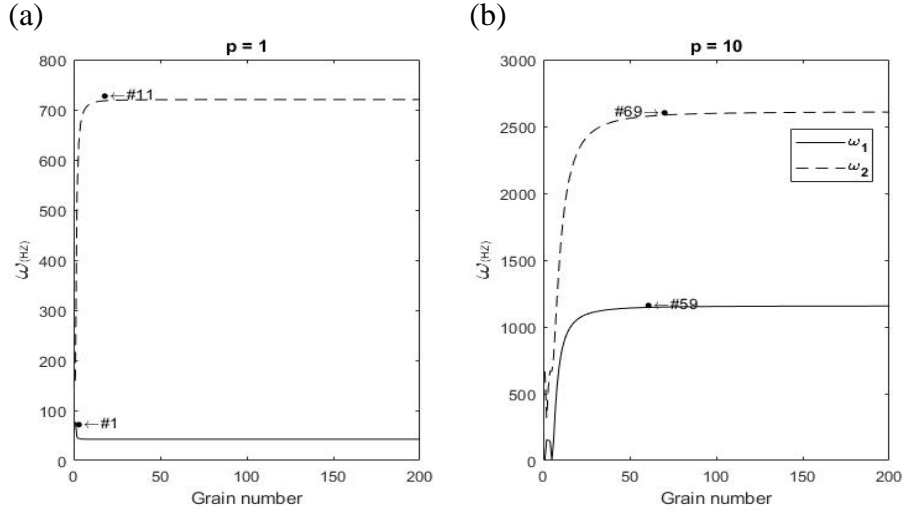 (a)
p = 1
800
700
600
500
400
300
200
100
0
ω(HZ)
←#11
←#1
0 50 100 150 200
Grain number
(b)
p = 10
3000
2500
2000
1500
1000
500
0
ω(HZ)
#69→
←#59
ω1
ω2
0 50 100 150 200
Grain number